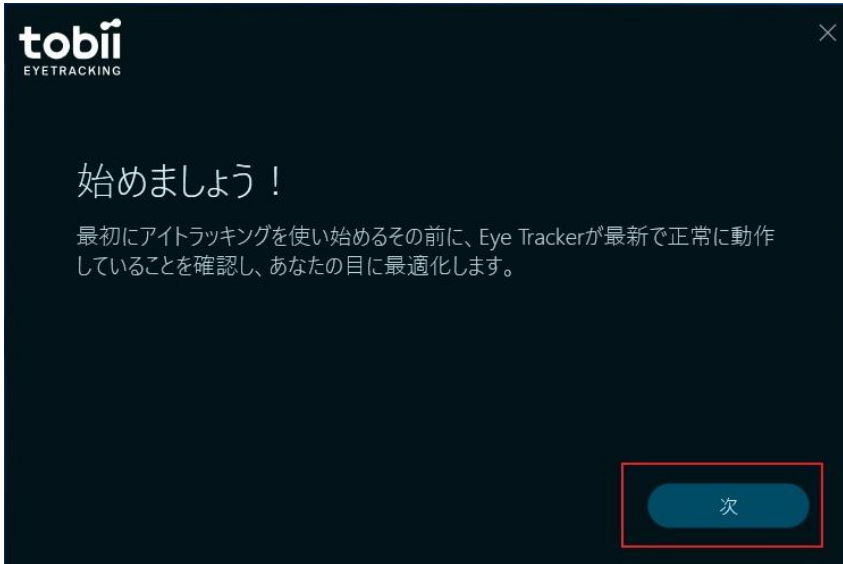 tobii
EYETRACKING
始めましょう！
最初にアイトラッキングを使い始めるその前に、Eye Trackerが最新で正常に動作
していることを確認し、あなたの目に最適化します。
次